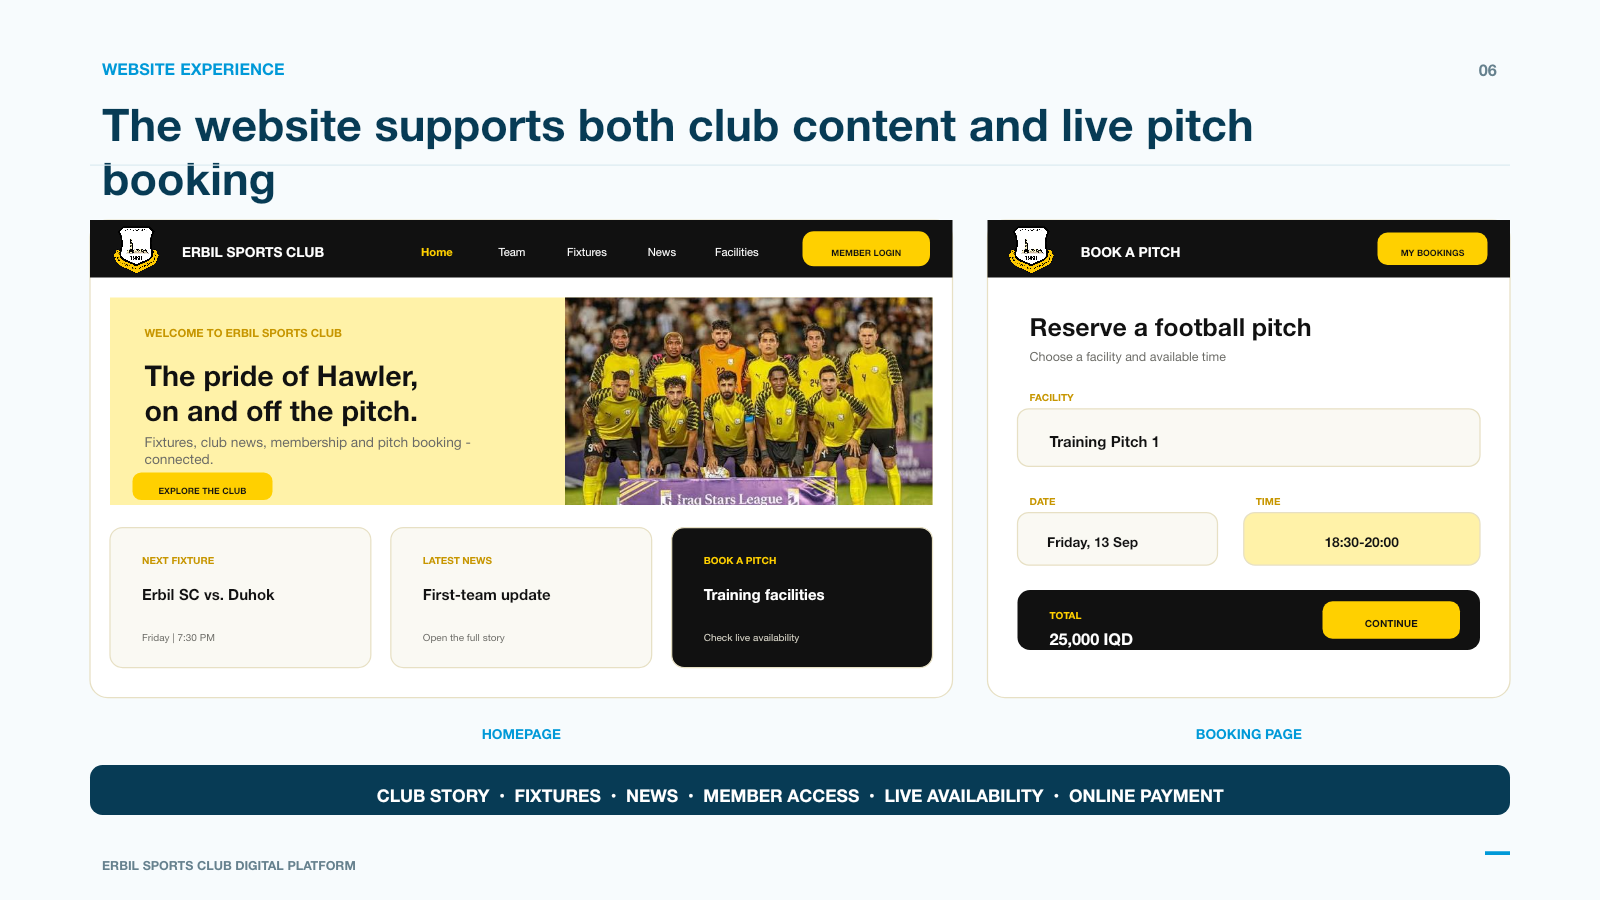 WEBSITE EXPERIENCE
06
The website supports both club content and live pitch
booking
ERBIL SPORTS CLUB
Home
Team
Fixtures
News
Facilities
MEMBER LOGIN
WELCOME TO ERBIL SPORTS CLUB
The pride of Hawler,
on and off the pitch.
Fixtures, club news, membership and pitch booking -
connected.
EXPLORE THE CLUB
Iraq Stars League
NEXT FIXTURE
Erbil SC vs. Duhok
Friday | 7:30 PM
LATEST NEWS
First-team update
Open the full story
BOOK A PITCH
Training facilities
Check live availability
HOMEPAGE
BOOK A PITCH
MY BOOKINGS
Reserve a football pitch
Choose a facility and available time
FACILITY
Training Pitch 1
DATE
TIME
Friday, 13 Sep
18:30-20:00
TOTAL
25,000 IQD
CONTINUE
BOOKING PAGE
CLUB STORY • FIXTURES • NEWS • MEMBER ACCESS • LIVE AVAILABILITY • ONLINE PAYMENT
ERBIL SPORTS CLUB DIGITAL PLATFORM